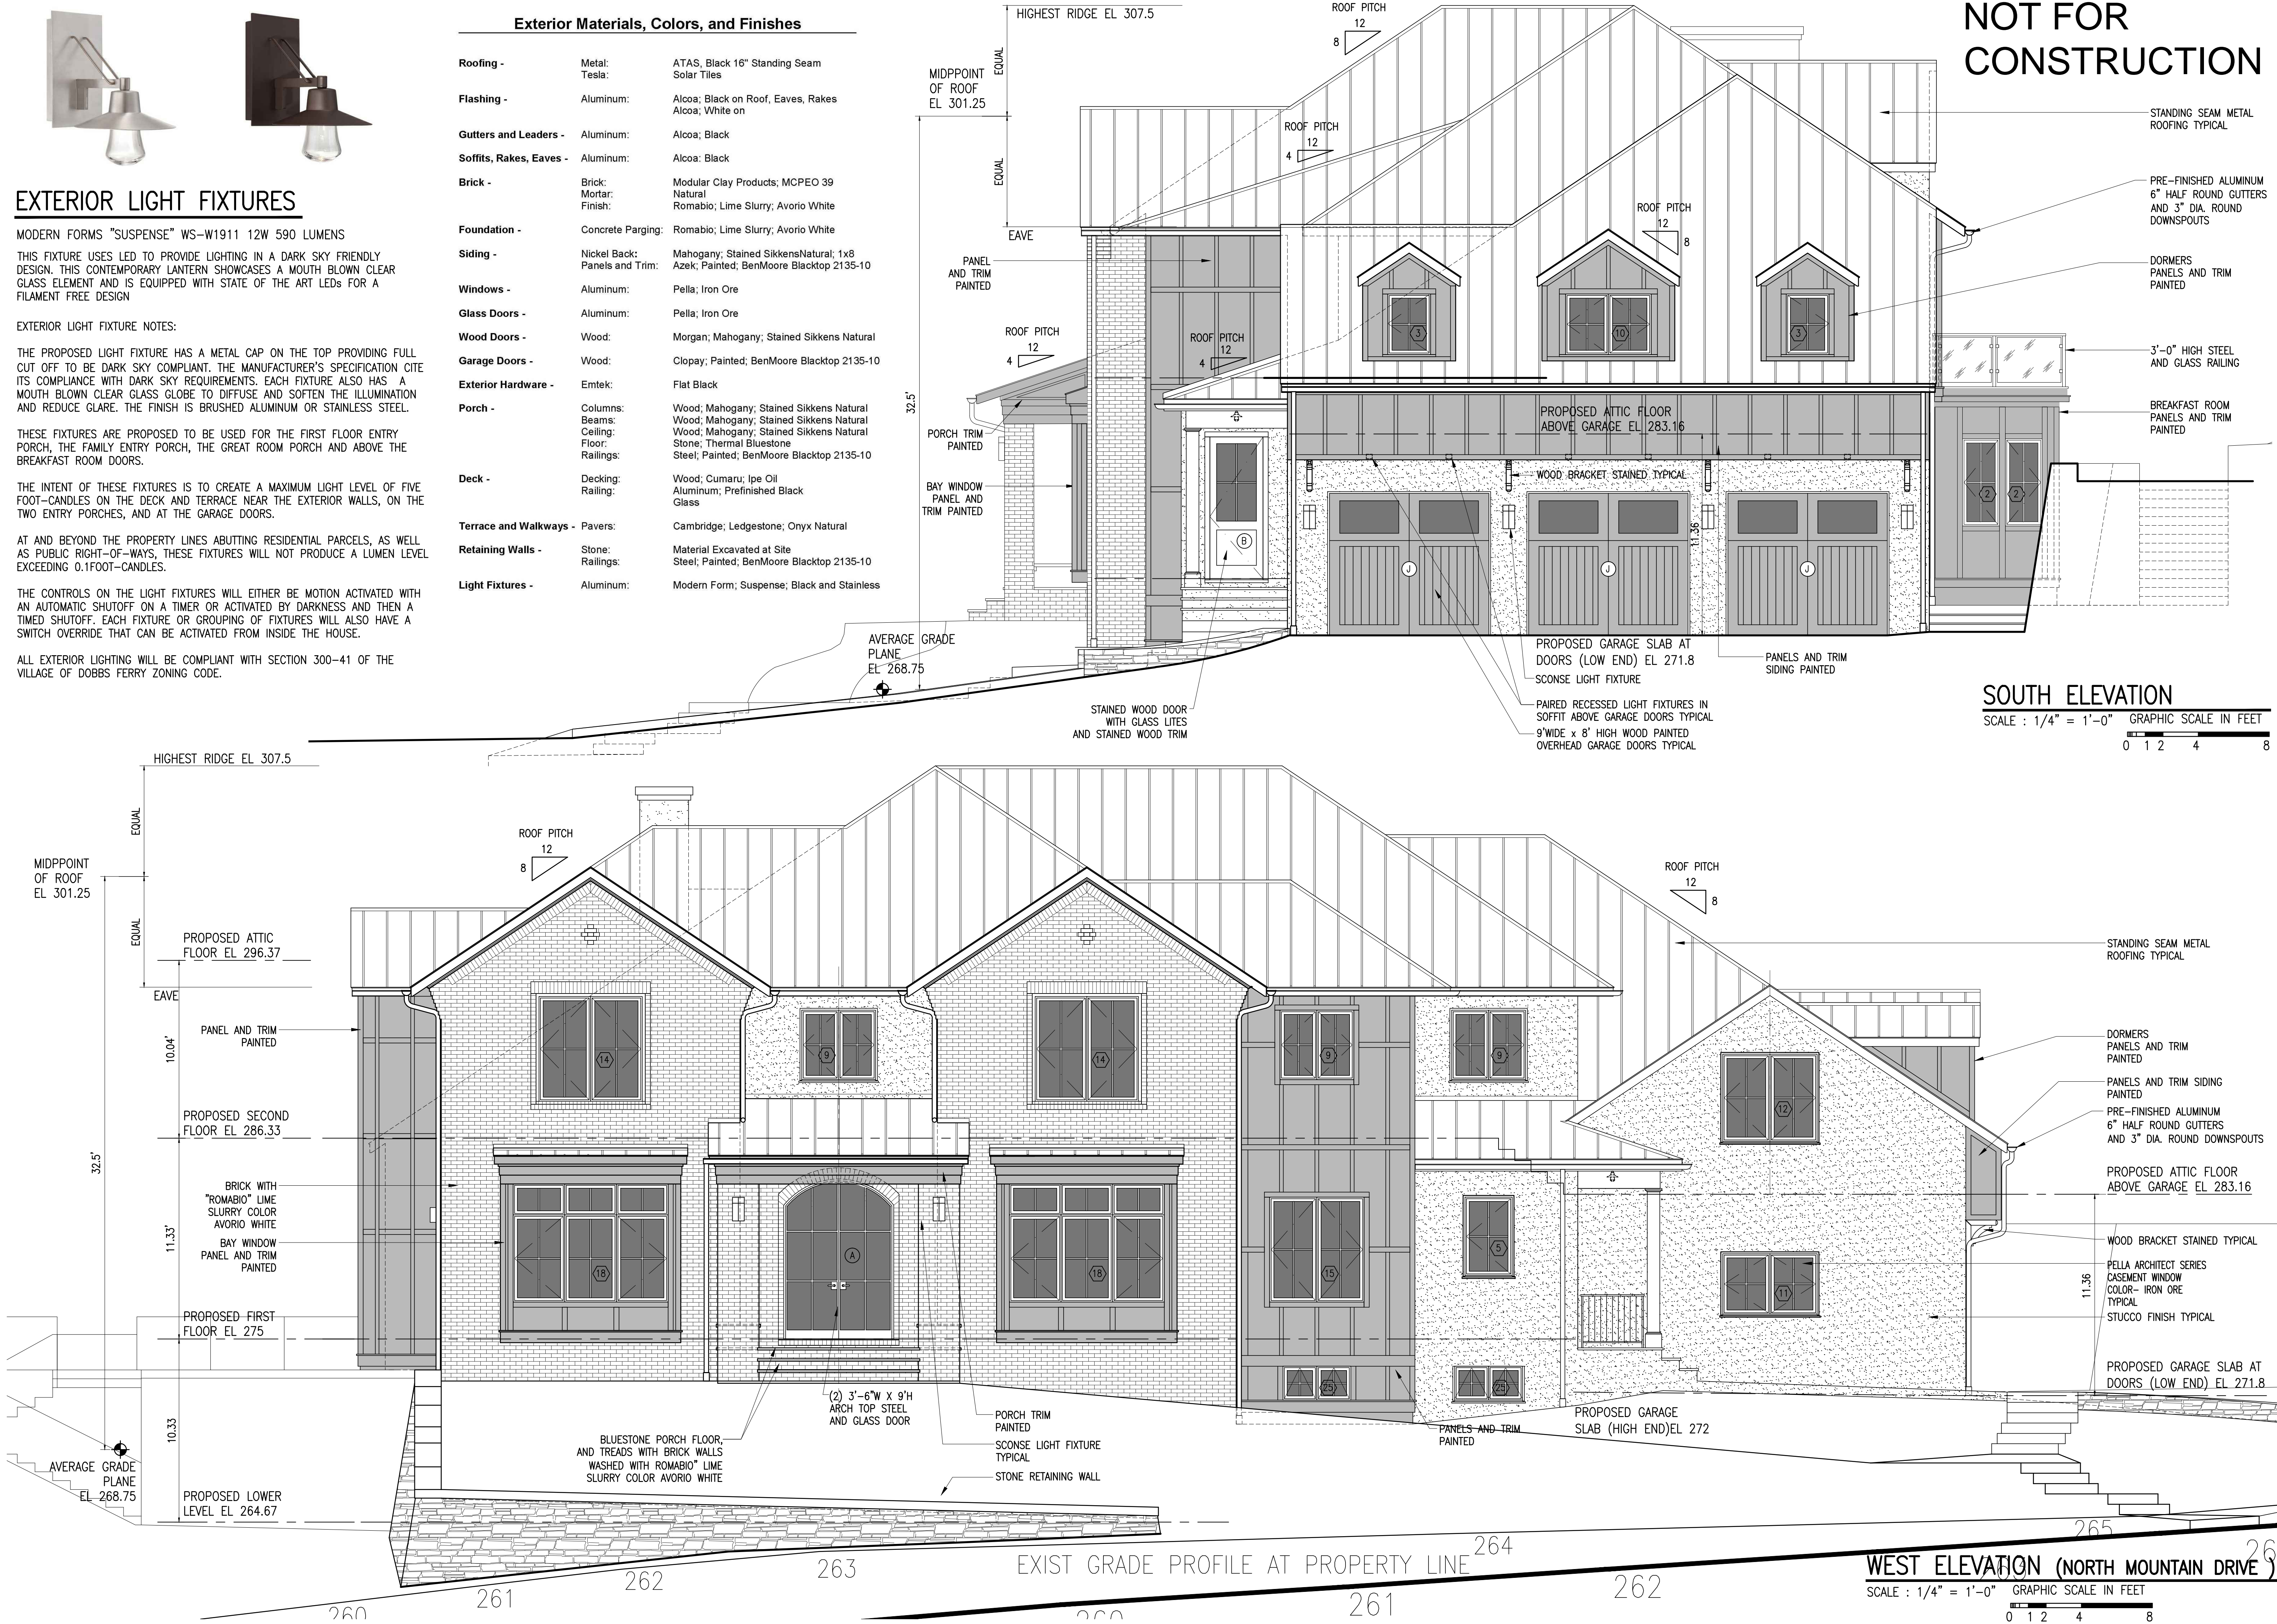 EXTERIOR LIGHT FIXTURES
MODERN FORMS "SUSPENSE" WS-W1911 12W 590 LUMENS
THIS FIXTURE USES LED TO PROVIDE LIGHTING IN A DARK SKY FRIENDLY
DESIGN. THIS CONTEMPORARY LANTERN SHOWCASES A MOUTH BLOWN CLEAR
GLASS ELEMENT AND IS EQUIPPED WITH STATE OF THE ART LEDs FOR A
FILAMENT FREE DESIGN
EXTERIOR LIGHT FIXTURE NOTES:
THE PROPOSED LIGHT FIXTURE HAS A METAL CAP ON THE TOP PROVIDING FULL
CUT OFF TO BE DARK SKY COMPLIANT. THE MANUFACTURER'S SPECIFICATION CITE
ITS COMPLIANCE WITH DARK SKY REQUIREMENTS. EACH FIXTURE ALSO HAS A
MOUTH BLOWN CLEAR GLASS GLOBE TO DIFFUSE AND SOFTEN THE ILLUMINATION
AND REDUCE GLARE. THE FINISH IS BRUSHED ALUMINUM OR STAINLESS STEEL.
THESE FIXTURES ARE PROPOSED TO BE USED FOR THE FIRST FLOOR ENTRY
PORCH, THE FAMILY ENTRY PORCH, THE GREAT ROOM PORCH AND ABOVE THE
BREAKFAST ROOM DOORS.
THE INTENT OF THESE FIXTURES IS TO CREATE A MAXIMUM LIGHT LEVEL OF FIVE
FOOT-CANDLES ON THE DECK AND TERRACE NEAR THE EXTERIOR WALLS, ON THE
TWO ENTRY PORCHES, AND AT THE GARAGE DOORS.
AT AND BEYOND THE PROPERTY LINES ABUTTING RESIDENTIAL PARCELS, AS WELL
AS PUBLIC RIGHT-OF-WAYS, THESE FIXTURES WILL NOT PRODUCE A LUMEN LEVEL
EXCEEDING 0.1FOOT-CANDLES.
THE CONTROLS ON THE LIGHT FIXTURES WILL EITHER BE MOTION ACTIVATED WITH
AN AUTOMATIC SHUTOFF ON A TIMER OR ACTIVATED BY DARKNESS AND THEN A
TIMED SHUTOFF. EACH FIXTURE OR GROUPING OF FIXTURES WILL ALSO HAVE A
SWITCH OVERRIDE THAT CAN BE ACTIVATED FROM INSIDE THE HOUSE.
ALL EXTERIOR LIGHTING WILL BE COMPLIANT WITH SECTION 300-41 OF THE
VILLAGE OF DOBBS FERRY ZONING CODE.
Exterior Materials, Colors, and Finishes
Roofing - Metal: ATAS, Black 16" Standing Seam
Tesla: Solar Tiles
Flashing - Aluminum: Alcoa; Black on Roof, Eaves, Rakes
Alcoa; White on
Gutters and Leaders - Aluminum: Alcoa; Black
Soffits, Rakes, Eaves - Aluminum: Alcoa: Black
Brick - Brick: Modular Clay Products; MCPEO 39
Mortar: Natural
Finish: Romabio; Lime Slurry; Avorio White
Foundation - Concrete Parging: Romabio; Lime Slurry; Avorio White
Siding - Nickel Back: Mahogany; Stained SikkensNatural; 1x8
Panels and Trim: Azek; Painted; BenMoore Blacktop 2135-10
Windows - Aluminum: Pella; Iron Ore
Glass Doors - Aluminum: Pella; Iron Ore
Wood Doors - Wood: Morgan; Mahogany; Stained Sikkens Natural
Garage Doors - Wood: Clopay; Painted; BenMoore Blacktop 2135-10
Exterior Hardware - Emtek: Flat Black
Porch - Columns: Wood; Mahogany; Stained Sikkens Natural
Beams: Wood; Mahogany; Stained Sikkens Natural
Ceiling: Wood; Mahogany; Stained Sikkens Natural
Floor: Stone; Thermal Bluestone
Railings: Steel; Painted; BenMoore Blacktop 2135-10
Deck - Decking: Wood; Cumaru; Ipe Oil
Railing: Aluminum; Prefinished Black
Glass
Terrace and Walkways - Pavers: Cambridge; Ledgestone; Onyx Natural
Retaining Walls - Stone: Material Excavated at Site
Railings: Steel; Painted; BenMoore Blacktop 2135-10
Light Fixtures - Aluminum: Modern Form; Suspense; Black and Stainless
NOT FOR
CONSTRUCTION
HIGHEST RIDGE EL 307.5
EQUAL
MIDPPOINT
OF ROOF
EL 301.25
EQUAL
EAVE
32.5'
ROOF PITCH
12
8
ROOF PITCH
12
4
ROOF PITCH
12
8
ROOF PITCH
12
4
ROOF PITCH
12
4
PANEL
AND TRIM
PAINTED
PORCH TRIM
PAINTED
BAY WINDOW
PANEL AND
TRIM PAINTED
AVERAGE GRADE
PLANE
EL 268.75
3
10
3
PROPOSED ATTIC FLOOR
ABOVE GARAGE EL 283.16
WOOD BRACKET STAINED TYPICAL
11.36
B
J
J
J
2
2
STANDING SEAM METAL
ROOFING TYPICAL
PRE-FINISHED ALUMINUM
6" HALF ROUND GUTTERS
AND 3" DIA. ROUND
DOWNSPOUTS
DORMERS
PANELS AND TRIM
PAINTED
3'-0" HIGH STEEL
AND GLASS RAILING
BREAKFAST ROOM
PANELS AND TRIM
PAINTED
PROPOSED GARAGE SLAB AT
DOORS (LOW END) EL 271.8
SCONSE LIGHT FIXTURE
PANELS AND TRIM
SIDING PAINTED
STAINED WOOD DOOR
WITH GLASS LITES
AND STAINED WOOD TRIM
PAIRED RECESSED LIGHT FIXTURES IN
SOFFIT ABOVE GARAGE DOORS TYPICAL
9'WIDE x 8' HIGH WOOD PAINTED
OVERHEAD GARAGE DOORS TYPICAL
SOUTH ELEVATION
SCALE : 1/4" = 1'-0" GRAPHIC SCALE IN FEET
0 1 2 4 8
HIGHEST RIDGE EL 307.5
EQUAL
MIDPPOINT
OF ROOF
EL 301.25
EQUAL
PROPOSED ATTIC
FLOOR EL 296.37
EAVE
PANEL AND TRIM
PAINTED
10.04'
PROPOSED SECOND
FLOOR EL 286.33
32.5'
BRICK WITH
"ROMABIO" LIME
SLURRY COLOR
AVORIO WHITE
11.33'
BAY WINDOW
PANEL AND TRIM
PAINTED
PROPOSED FIRST
FLOOR EL 275
10.33
AVERAGE GRADE
PLANE
EL 268.75
PROPOSED LOWER
LEVEL EL 264.67
ROOF PITCH
12
8
ROOF PITCH
12
8
14
9
14
9
9
12
18
A
18
15
5
11
25
25
STANDING SEAM METAL
ROOFING TYPICAL
DORMERS
PANELS AND TRIM
PAINTED
PANELS AND TRIM SIDING
PAINTED
PRE-FINISHED ALUMINUM
6" HALF ROUND GUTTERS
AND 3" DIA. ROUND DOWNSPOUTS
PROPOSED ATTIC FLOOR
ABOVE GARAGE EL 283.16
WOOD BRACKET STAINED TYPICAL
11.36
PELLA ARCHITECT SERIES
CASEMENT WINDOW
COLOR- IRON ORE
TYPICAL
STUCCO FINISH TYPICAL
PROPOSED GARAGE SLAB AT
DOORS (LOW END) EL 271.8
(2) 3'-6"W X 9'H
ARCH TOP STEEL
AND GLASS DOOR
BLUESTONE PORCH FLOOR,
AND TREADS WITH BRICK WALLS
WASHED WITH ROMABIO" LIME
SLURRY COLOR AVORIO WHITE
PORCH TRIM
PAINTED
SCONSE LIGHT FIXTURE
TYPICAL
STONE RETAINING WALL
PANELS AND TRIM
PAINTED
PROPOSED GARAGE
SLAB (HIGH END)EL 272
EXIST GRADE PROFILE AT PROPERTY LINE
260
261
262
263
264
265
260
261
262
263
WEST ELEVATION (NORTH MOUNTAIN DRIVE )
SCALE : 1/4" = 1'-0" GRAPHIC SCALE IN FEET
0 1 2 4 8